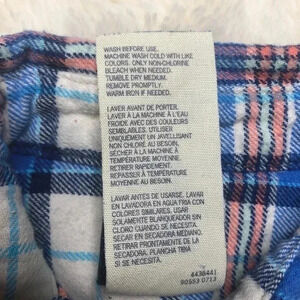 WASH BEFORE USE.
MACHINE WASH COLD WITH LIKE
COLORS. ONLY NON-CHLORINE
BLEACH WHEN NEEDED.
TUMBLE DRY MEDIUM.
REMOVE PROMPTLY.
WARM IRON IF NEEDED.
LAVER AVANT DE PORTER.
LAVER À LA MACHINE À L'EAU
FROIDE AVEC DES COULEURS
SEMBLABLES. UTILISER
UNIQUEMENT UN JAVELLISANT
NON CHLORÉ AU BESOIN.
SÉCHER À LA MACHINE À
TEMPÉRATURE MOYENNE.
RETIRER RAPIDEMENT.
REPASSER À TEMPÉRATURE
MOYENNE AU BESOIN.
LAVAR ANTES DE USARSE. LAVAR
EN LAVADORA EN AGUA FRIA CON
COLORES SIMILARES. USAR
SOLAMENTE BLANQUEADOR SIN
CLORO CUANDO SE NECESITA.
SECAR EN SECADORA MEDIANO.
RETIRAR PRONTAMENTE DE LA
SECADORA. PLANCHA TIBIA
SI SE NECESITA.
4436441
90553 0713